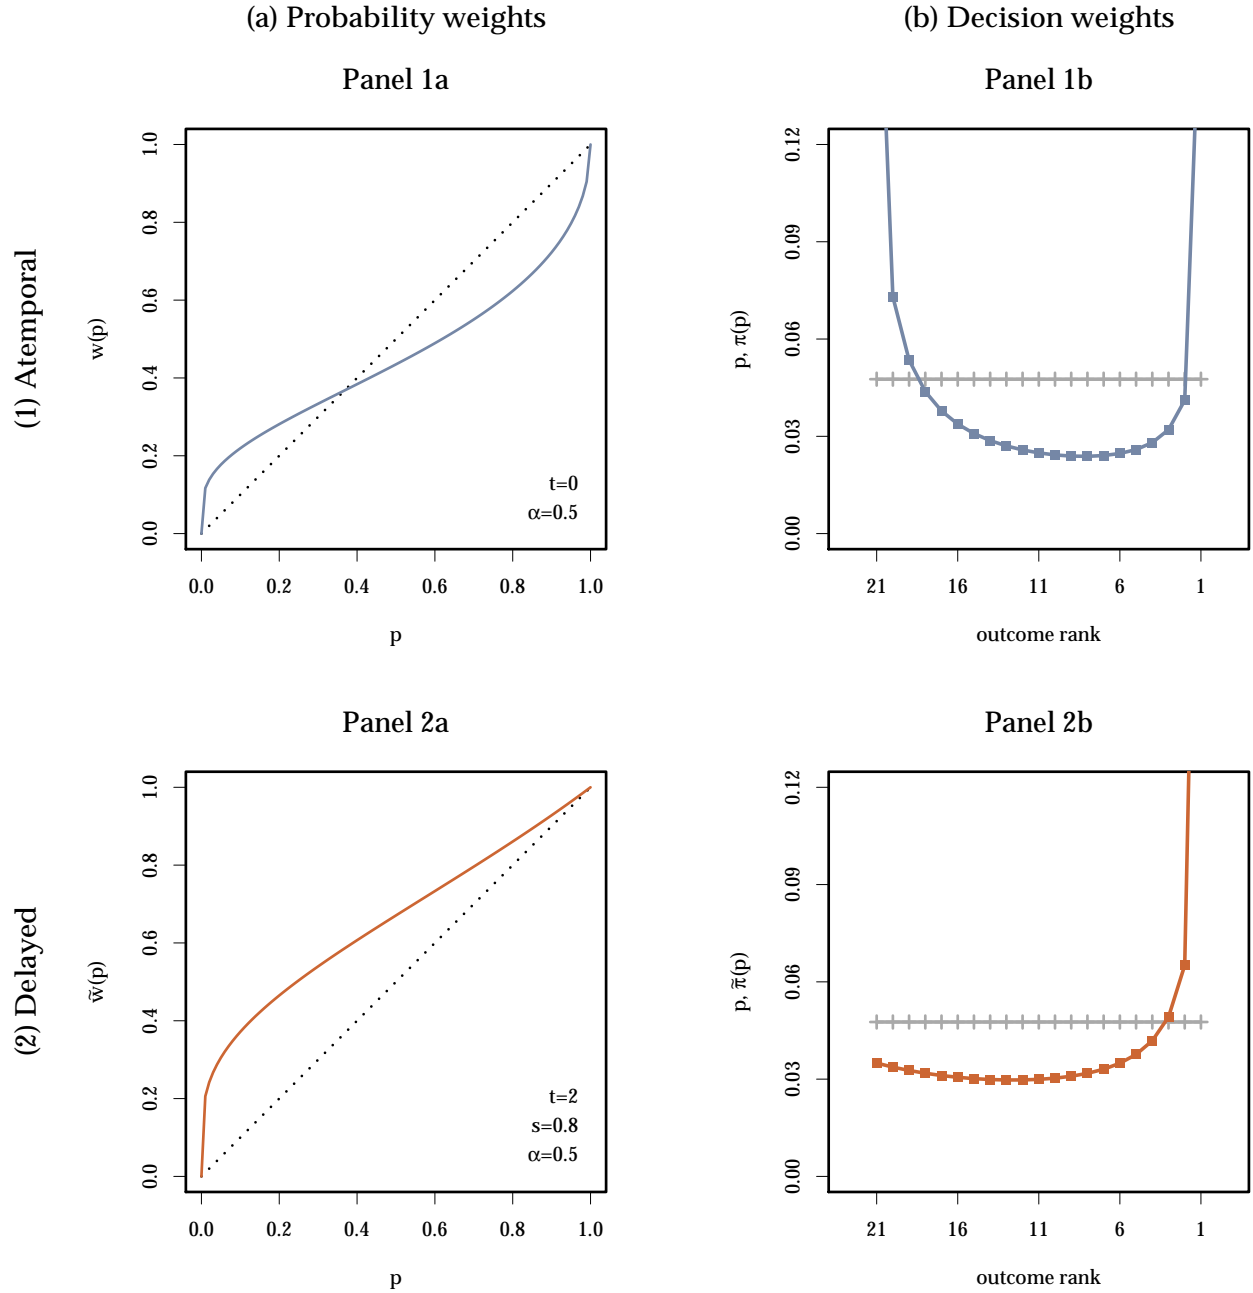 (a) Probability weights
(b) Decision weights
Panel 1a
Panel 1b
(1) Atemporal
w(p)
1.0
0.8
0.6
0.4
0.2
0.0
t=0
α=0.5
0.0 0.2 0.4 0.6 0.8 1.0
p
p, π(p)
0.12
0.09
0.06
0.03
0.00
21 16 11 6 1
outcome rank
Panel 2a
Panel 2b
(2) Delayed
w̃(p)
1.0
0.8
0.6
0.4
0.2
0.0
t=2
s=0.8
α=0.5
0.0 0.2 0.4 0.6 0.8 1.0
p
p, π̃(p)
0.12
0.09
0.06
0.03
0.00
21 16 11 6 1
outcome rank